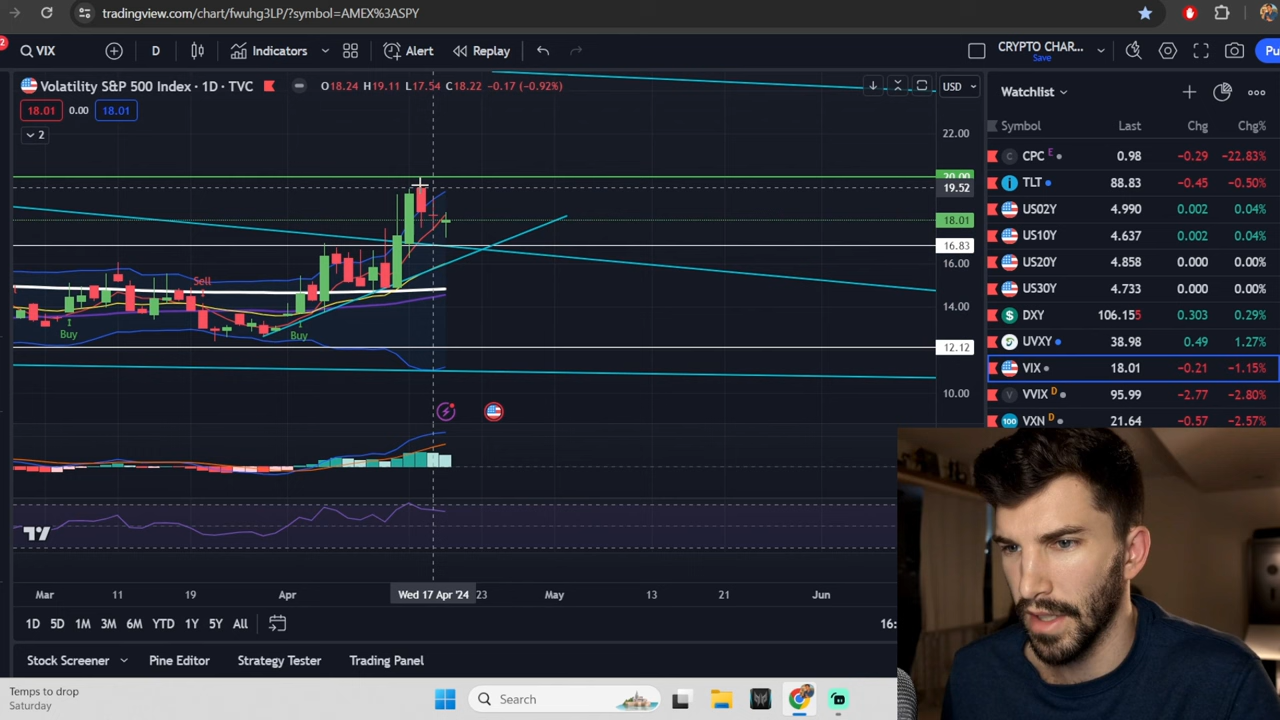 tradingview.com/chart/fwuhg3LP/?symbol=AMEX%3ASPY
2
VIX
D
Indicators
Alert
Replay
CRYPTO CHAR...
Save
Pu
Volatility S&P 500 Index · 1D · TVC
O18.24 H19.11 L17.54 C18.22 −0.17 (−0.92%)
USD
18.01
0.00
18.01
2
22.00
20.00
19.52
18.01
16.83
16.00
14.00
12.12
10.00
Sell
Buy
Buy
Mar
11
19
Apr
Wed 17 Apr '24
23
May
13
21
Jun
1D
5D
1M
3M
6M
YTD
1Y
5Y
All
16:
Stock Screener
Pine Editor
Strategy Tester
Trading Panel
Watchlist
Symbol Last Chg Chg%
CPC E 0.98 −0.29 −22.83%
TLT 88.83 −0.45 −0.50%
US02Y 4.990 0.002 0.04%
US10Y 4.637 0.002 0.04%
US20Y 4.858 0.000 0.00%
US30Y 4.733 0.000 0.00%
DXY 106.155 0.303 0.29%
UVXY 38.98 0.49 1.27%
VIX 18.01 −0.21 −1.15%
VVIX D 95.99 −2.77 −2.80%
100 VXN D 21.64 −0.57 −2.57%
Temps to drop
Saturday
Search